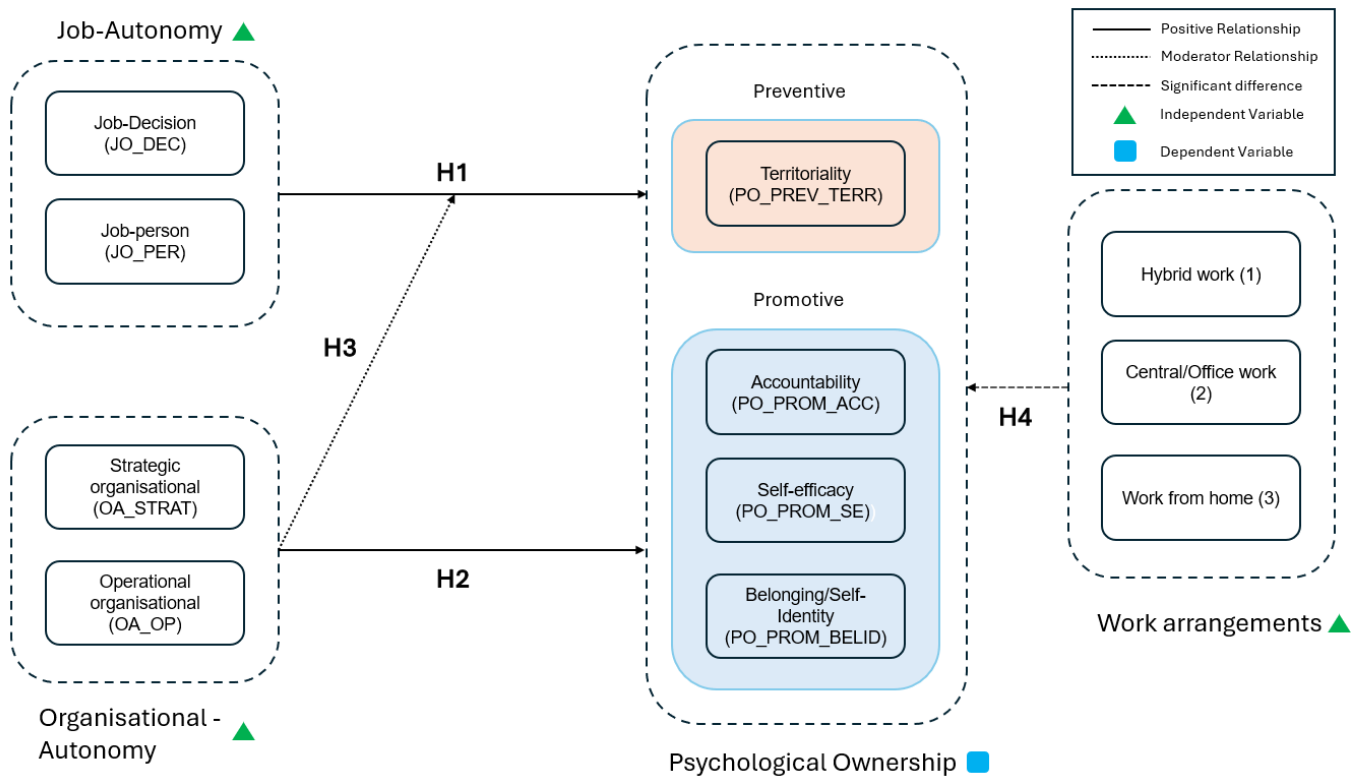 Job-Autonomy
Job-Decision
(JO_DEC)
Job-person
(JO_PER)
H1
H3
Strategic
organisational
(OA_STRAT)
Operational
organisational
(OA_OP)
H2
Organisational -
Autonomy
Preventive
Territoriality
(PO_PREV_TERR)
Promotive
Accountability
(PO_PROM_ACC)
Self-efficacy
(PO_PROM_SE)
Belonging/Self-
Identity
(PO_PROM_BELID)
Psychological Ownership
H4
Positive Relationship
Moderator Relationship
Significant difference
Independent Variable
Dependent Variable
Hybrid work (1)
Central/Office work
(2)
Work from home (3)
Work arrangements